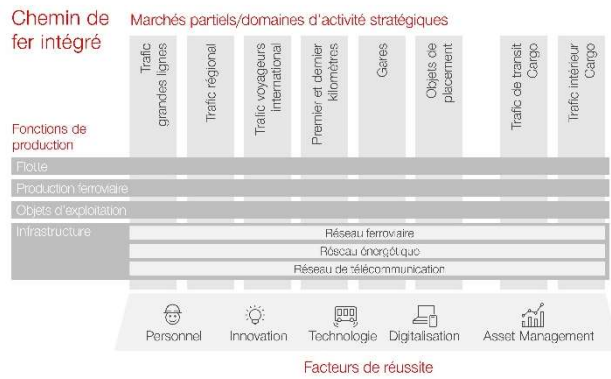 Chemin de
fer intégré
Marchés partiels/domaines d'activité stratégiques
Trafic
grandes lignes
Trafic régional
Trafic voyageurs
international
Premier et dernier
kilomètres
Gares
Objets de
placement
Trafic de transit
Cargo
Trafic intérieur
Cargo
Fonctions de
production
Flotte
Production ferroviaire
Objets d'exploitation
Infrastructure
Réseau ferroviaire
Réseau énergétique
Réseau de télécommunication
Personnel
Innovation
Technologie
Digitalisation
Asset Management
Facteurs de réussite